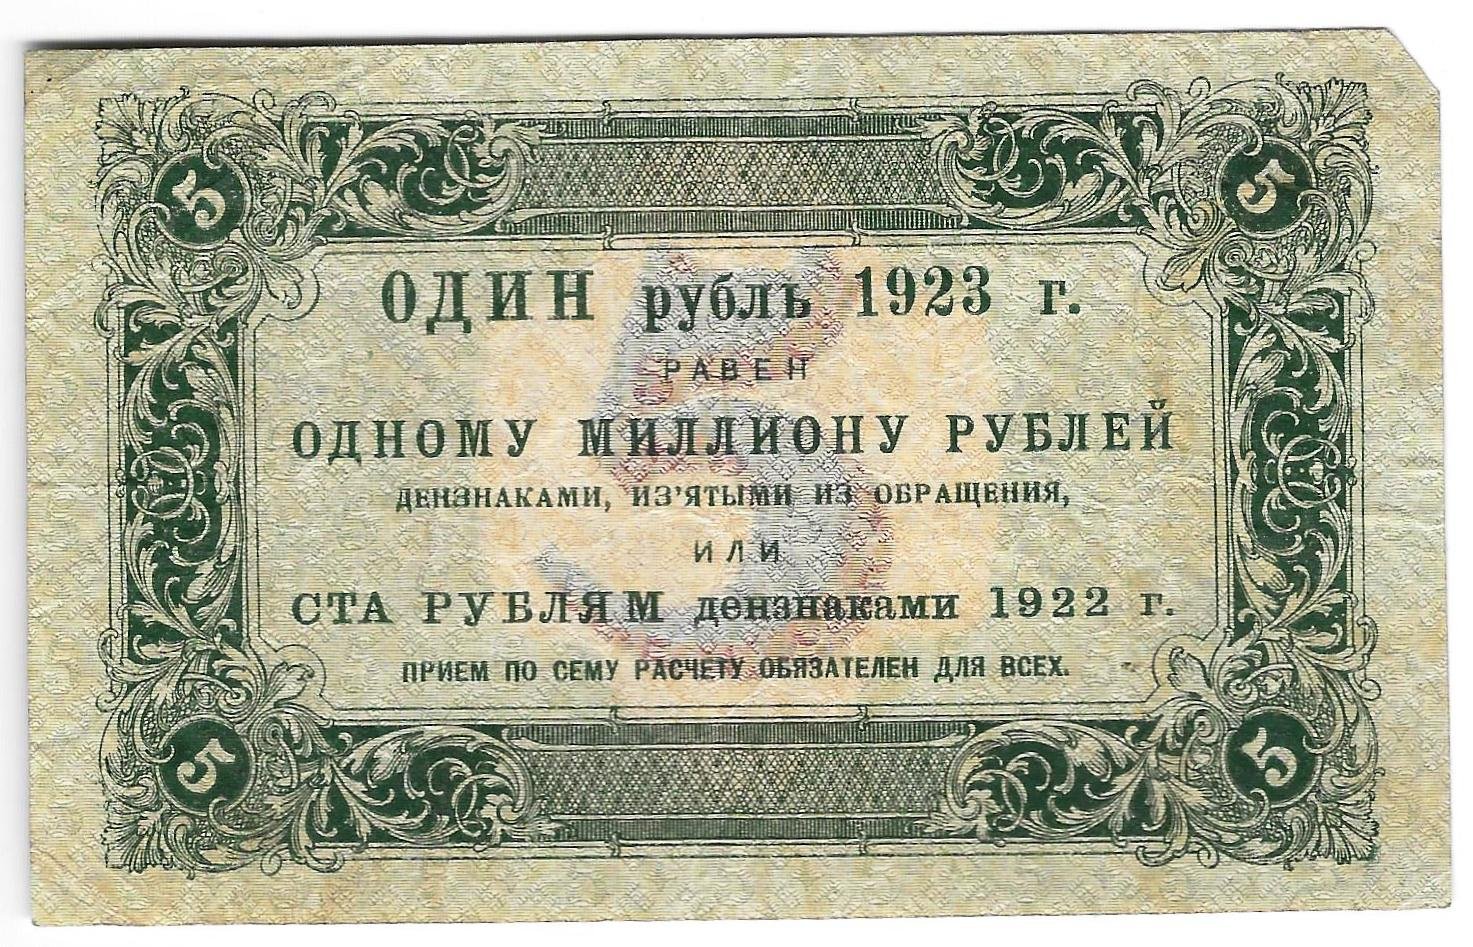 5 5
ОДИН рубль 1923 г.
РАВЕН
ОДНОМУ МИЛЛИОНУ РУБЛЕЙ
ДЕНЗНАКАМИ, ИЗ'ЯТЫМИ ИЗ ОБРАЩЕНИЯ,
ИЛИ
СТА РУБЛЯМ дензнаками 1922 г.
ПРИЕМ ПО СЕМУ РАСЧЕТУ ОБЯЗАТЕЛЕН ДЛЯ ВСЕХ.
5 5
5